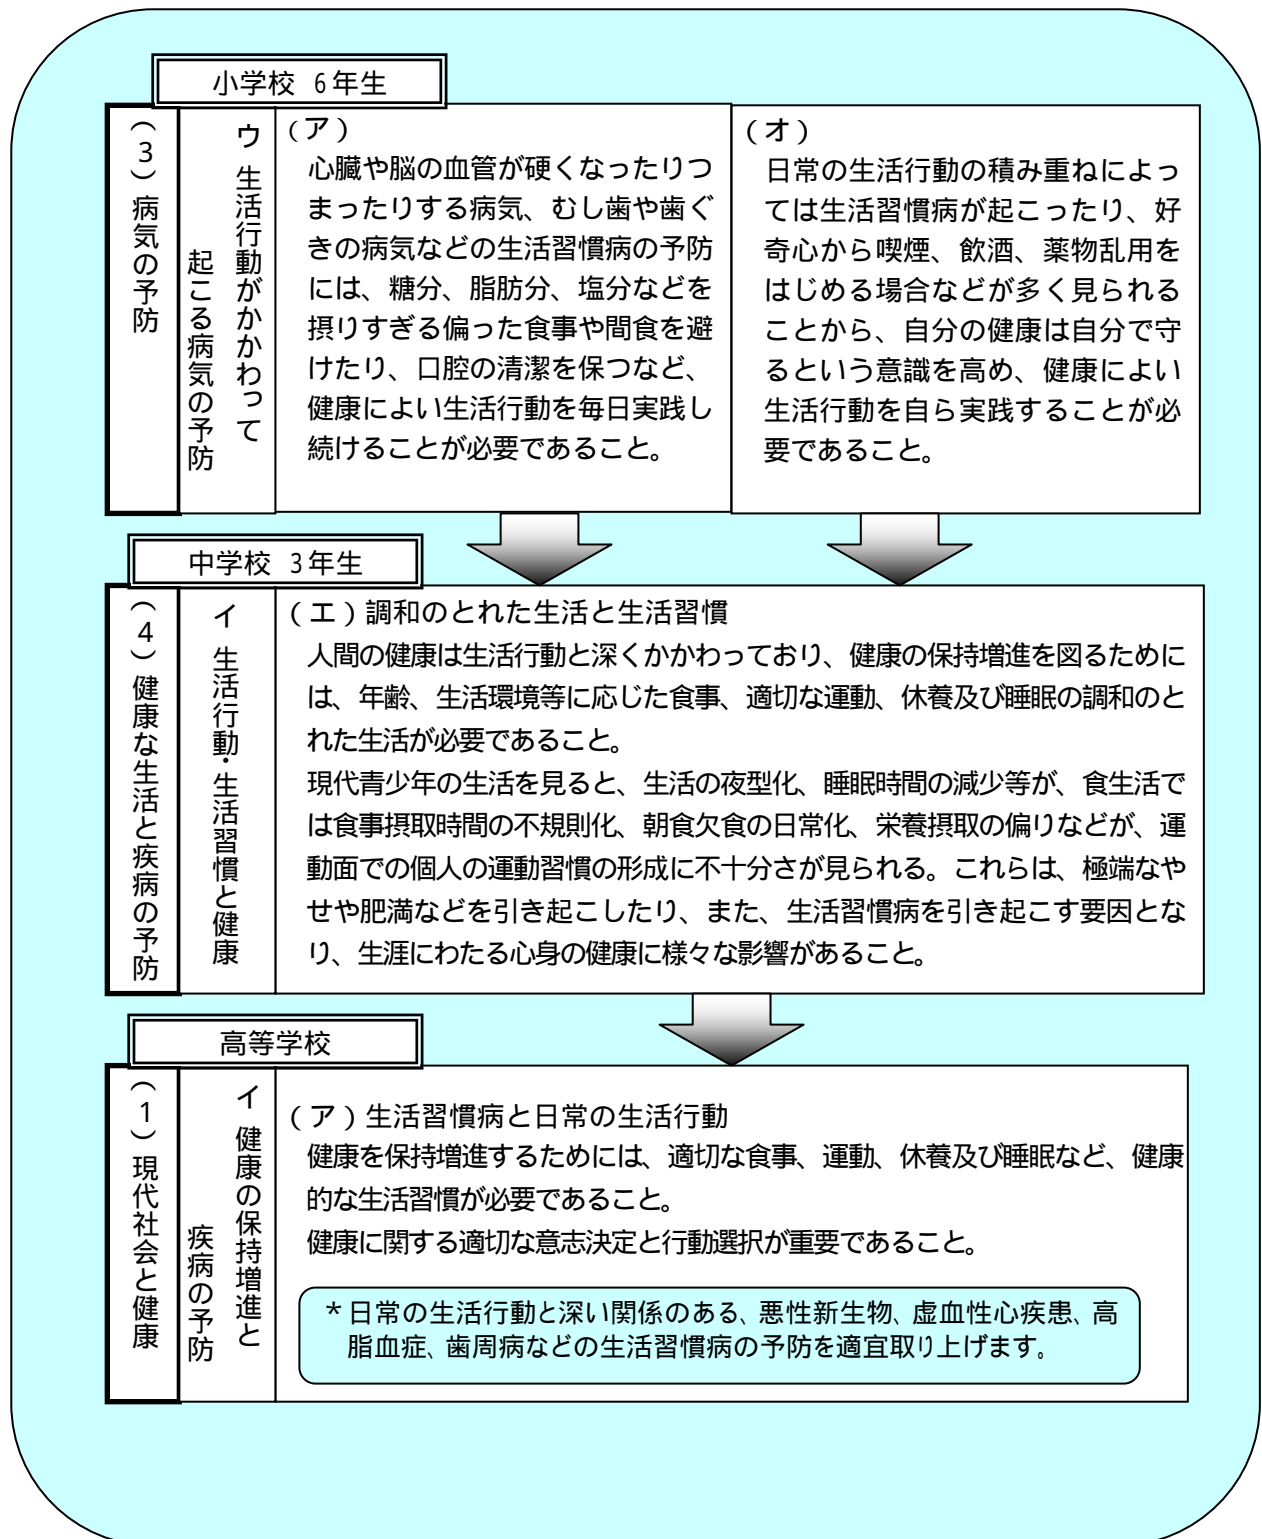 小学校 6年生
(3)病気の予防
ウ 生活行動がかかわって
起こる病気の予防
(ア)
心臓や脳の血管が硬くなったりつ
まったりする病気、むし歯や歯ぐ
きの病気などの生活習慣病の予防
には、糖分、脂肪分、塩分などを
摂りすぎる偏った食事や間食を避
けたり、口腔の清潔を保つなど、
健康によい生活行動を毎日実践し
続けることが必要であること。
(オ)
日常の生活行動の積み重ねによっ
ては生活習慣病が起こったり、好
奇心から喫煙、飲酒、薬物乱用を
はじめる場合などが多く見られる
ことから、自分の健康は自分で守
るという意識を高め、健康によい
生活行動を自ら実践することが必
要であること。
中学校 3年生
(4)健康な生活と疾病の予防
イ 生活行動・生活習慣と健康
(エ)調和のとれた生活と生活習慣
人間の健康は生活行動と深くかかわっており、健康の保持増進を図るために
は、年齢、生活環境等に応じた食事、適切な運動、休養及び睡眠の調和のと
れた生活が必要であること。
現代青少年の生活を見ると、生活の夜型化、睡眠時間の減少等が、食生活で
は食事摂取時間の不規則化、朝食欠食の日常化、栄養摂取の偏りなどが、運
動面での個人の運動習慣の形成に不十分さが見られる。これらは、極端なや
せや肥満などを引き起こしたり、また、生活習慣病を引き起こす要因とな
り、生涯にわたる心身の健康に様々な影響があること。
高等学校
(1)現代社会と健康
イ 健康の保持増進と
疾病の予防
(ア)生活習慣病と日常の生活行動
健康を保持増進するためには、適切な食事、運動、休養及び睡眠など、健康
的な生活習慣が必要であること。
健康に関する適切な意志決定と行動選択が重要であること。
*日常の生活行動と深い関係のある、悪性新生物、虚血性心疾患、高
脂血症、歯周病などの生活習慣病の予防を適宜取り上げます。